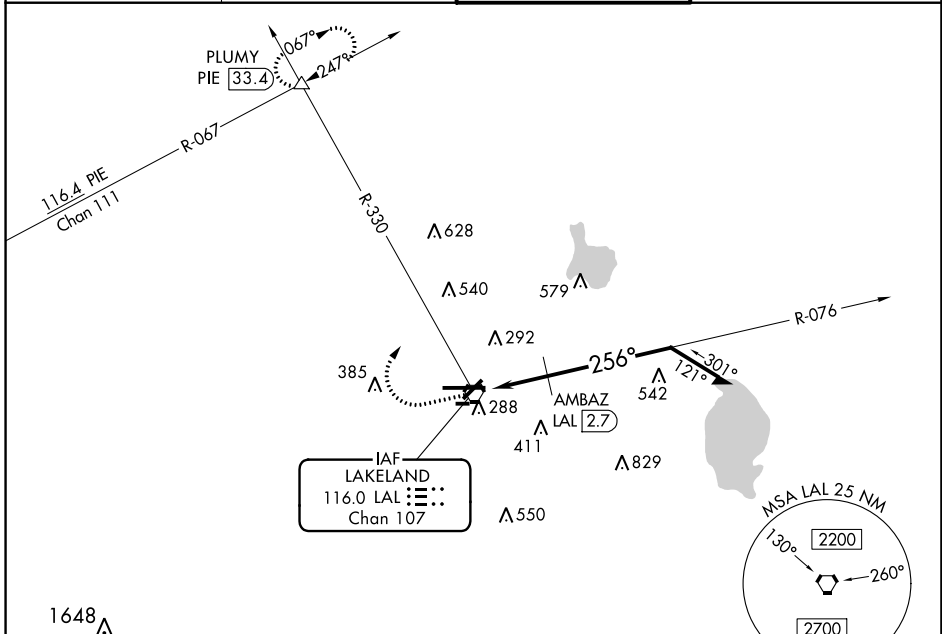 067°
247°
PLUMY
PIE 33.4
R-067
116.4 PIE
Chan 111
R-330
628
540
579
292
R-076
256°
301°
121°
385
542
AMBAZ
LAL 2.7
288
411
829
IAF
LAKELAND
116.0 LAL
Chan 107
550
MSA LAL 25 NM
2200
130°
260°
2700
1648